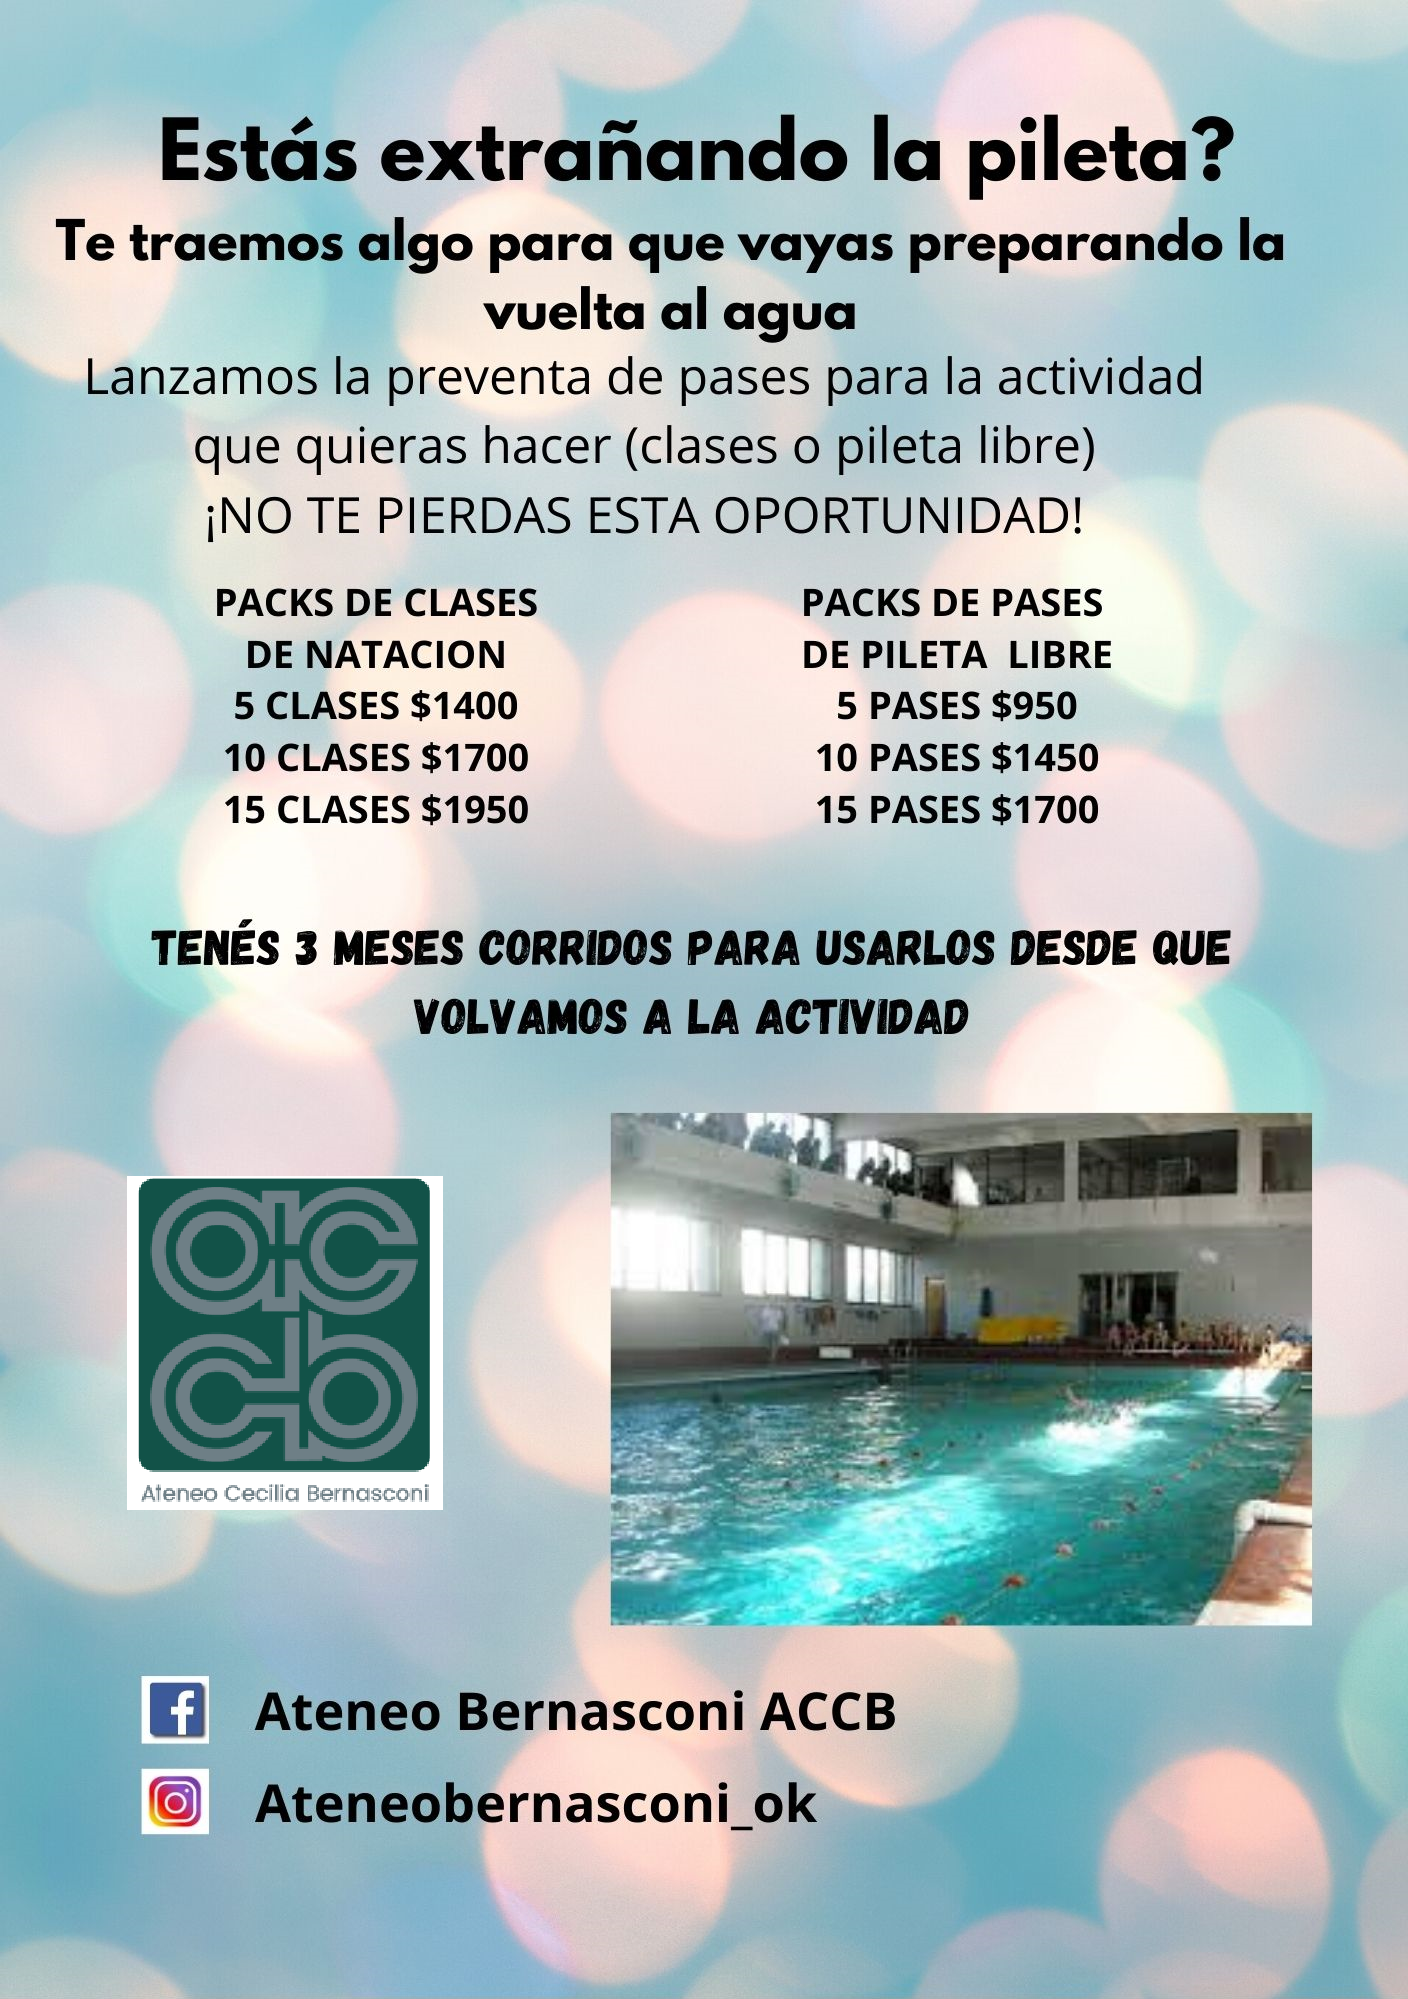 Estás extrañando la pileta?
Te traemos algo para que vayas preparando la
vuelta al agua
Lanzamos la preventa de pases para la actividad
que quieras hacer (clases o pileta libre)
¡NO TE PIERDAS ESTA OPORTUNIDAD!
PACKS DE CLASES
DE NATACION
5 CLASES $1400
10 CLASES $1700
15 CLASES $1950
PACKS DE PASES
DE PILETA LIBRE
5 PASES $950
10 PASES $1450
15 PASES $1700
TENÉS 3 MESES CORRIDOS PARA USARLOS DESDE QUE
VOLVAMOS A LA ACTIVIDAD
accb
Ateneo Cecilia Bernasconi
Ateneo Bernasconi ACCB
Ateneobernasconi_ok